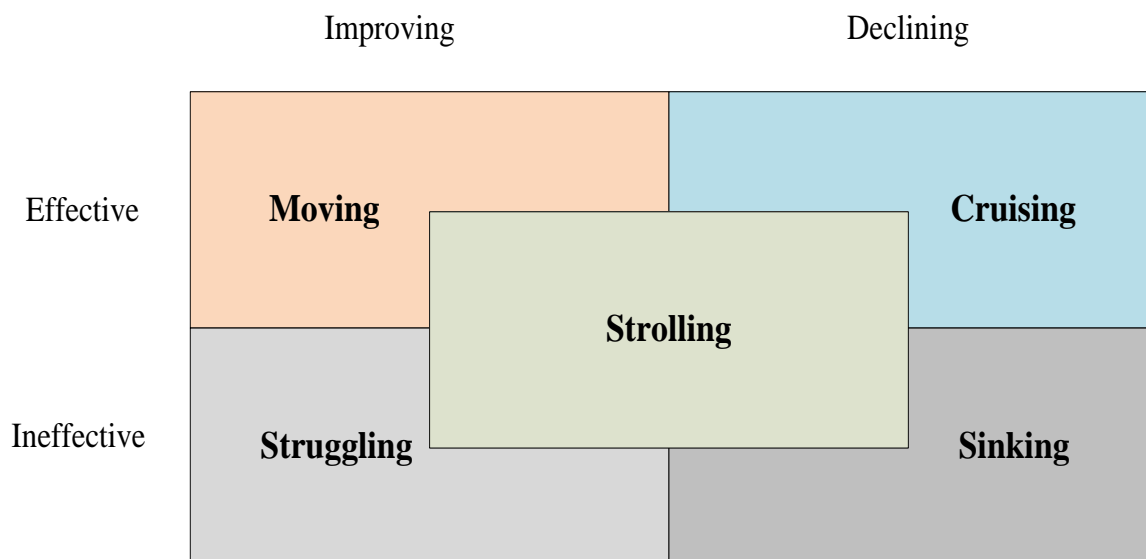 Improving
Declining
Effective
Moving
Cruising
Strolling
Ineffective
Struggling
Sinking